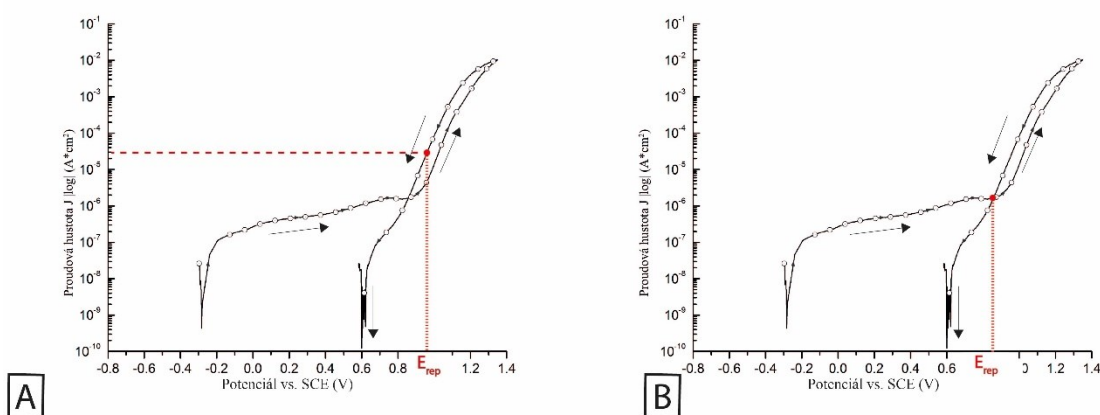 10⁻¹
10⁻²
10⁻³
10⁻⁴
10⁻⁵
10⁻⁶
10⁻⁷
10⁻⁸
10⁻⁹
10⁻¹⁰
Proudová hustota J |log| (A*cm²)
-0.8 -0.6 -0.4 -0.2 0.0 0.2 0.4 0.6 0.8 1.0 1.2 1.4
E_rep
Potenciál vs. SCE (V)
A
10⁻¹
10⁻²
10⁻³
10⁻⁴
10⁻⁵
10⁻⁶
10⁻⁷
10⁻⁸
10⁻⁹
10⁻¹⁰
Proudová hustota J |log| (A*cm²)
-0.8 -0.6 -0.4 -0.2 0.0 0.2 0.4 0.6 0.8 0 1.2 1.4
E_rep
Potenciál vs. SCE (V)
B